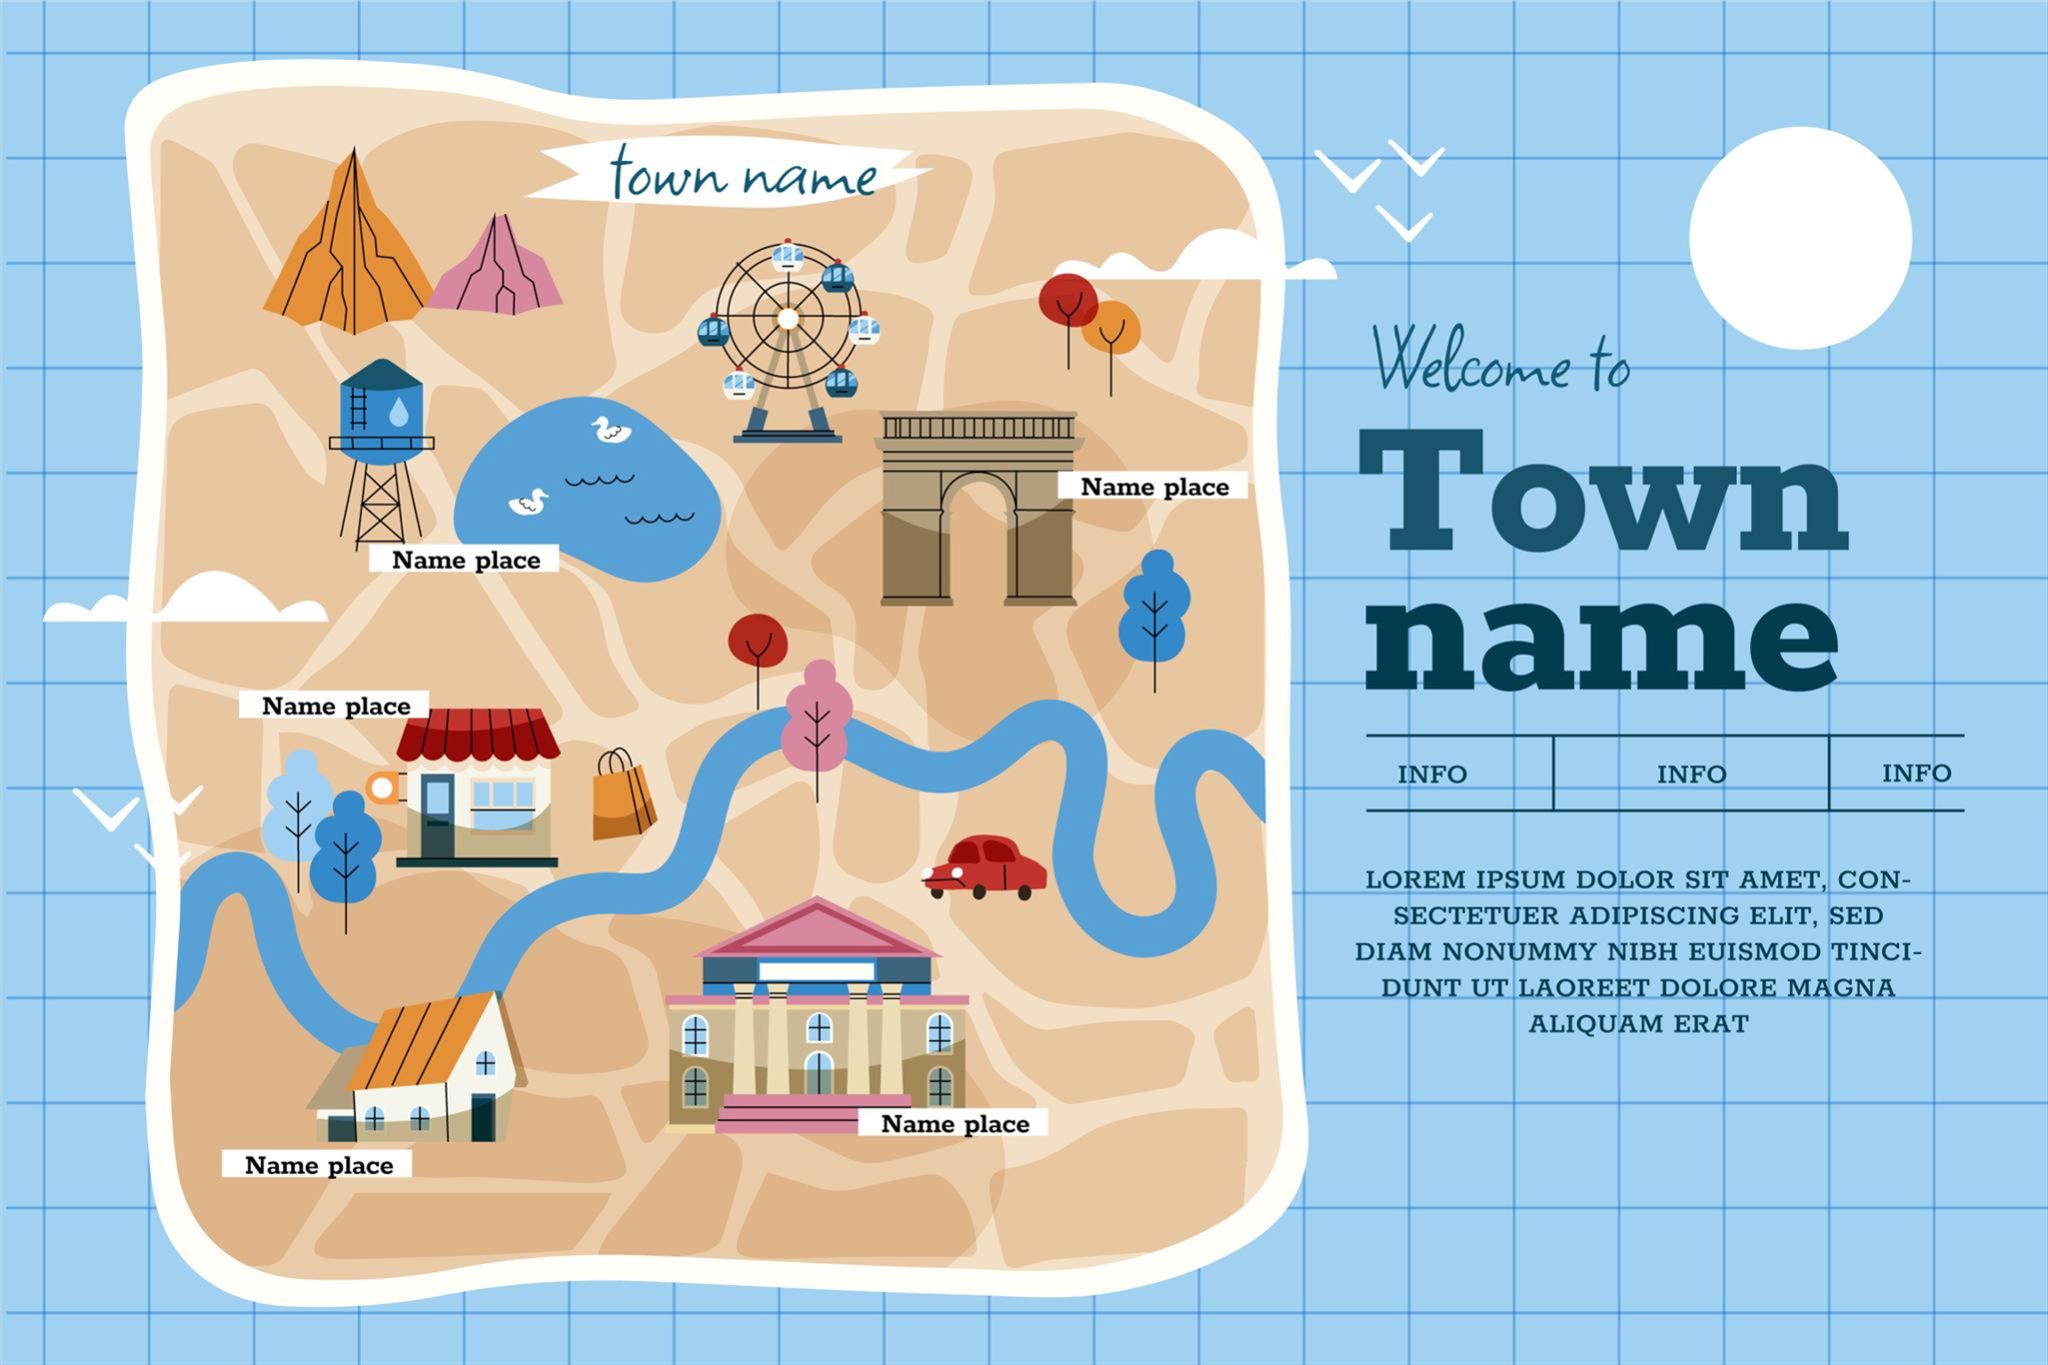 town name
Name place
Name place
Name place
Name place
Name place
Welcome to
Town
name
INFO INFO INFO
LOREM IPSUM DOLOR SIT AMET, CON-
SECTETUER ADIPISCING ELIT, SED
DIAM NONUMMY NIBH EUISMOD TINCI-
DUNT UT LAOREET DOLORE MAGNA
ALIQUAM ERAT